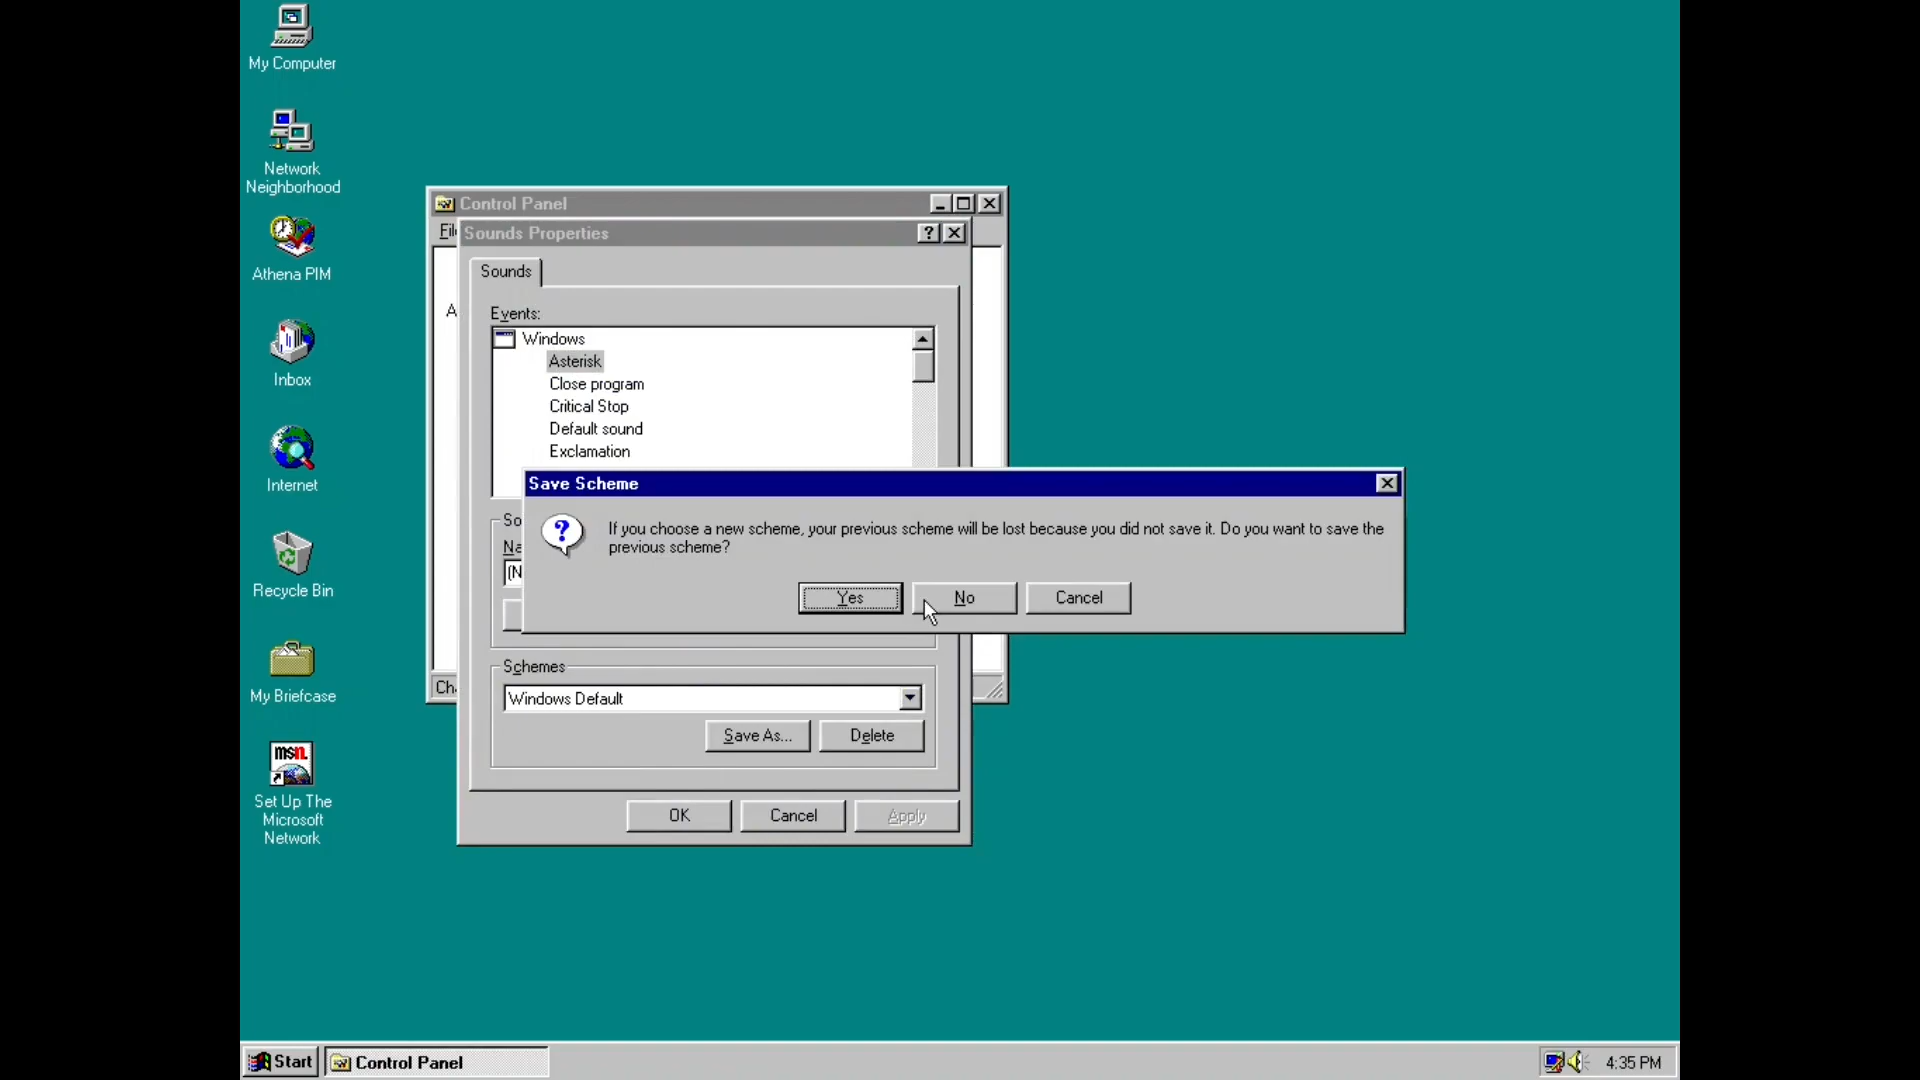 My Computer
Network
Neighborhood
Athena PIM
Inbox
Internet
Recycle Bin
My Briefcase
msn.
Set Up The
Microsoft
Network
Control Panel
Sounds Properties
Sounds
Events:
Windows
Asterisk
Close program
Critical Stop
Default sound
Exclamation
Save Scheme
If you choose a new scheme, your previous scheme will be lost because you did not save it. Do you want to save the
previous scheme?
Yes No Cancel
Schemes
Windows Default
Save As... Delete
OK Cancel Apply
Start Control Panel 4:35 PM